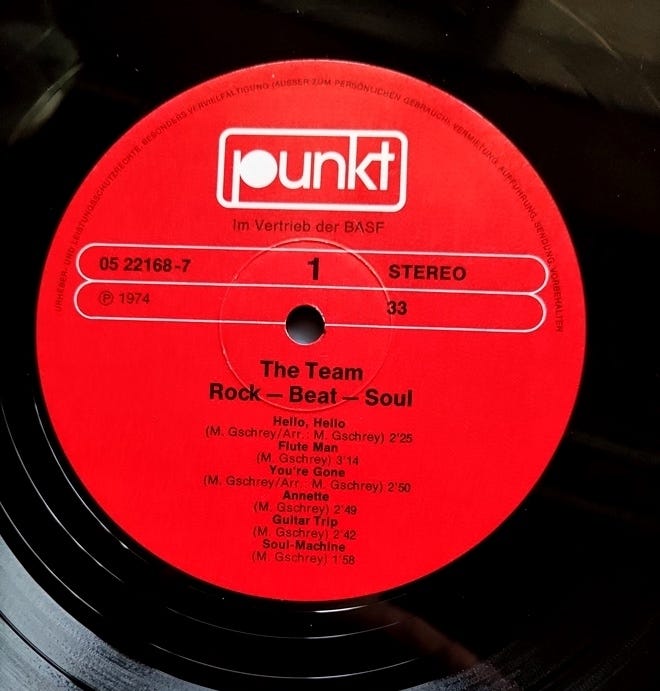 URHEBER- UND LEISTUNGSSCHUTZRECHTE, BESONDERS VERVIELFÄLTIGUNG (AUSSER ZUM PERSÖNLICHEN GEBRAUCH), VERMIETUNG, AUFFÜHRUNG, SENDUNG, VORBEHALTEN
punkt
Im Vertrieb der BASF
05 22168-7 1 STEREO
Ⓟ 1974 33
The Team
Rock – Beat – Soul
Hello, Hello
(M. Gschrey/Arr.: M. Gschrey) 2'25
Flute Man
(M. Gschrey) 3'14
You're Gone
(M. Gschrey/Arr.: M. Gschrey) 2'50
Annette
(M. Gschrey) 2'49
Guitar Trip
(M. Gschrey) 2'42
Soul-Machine
(M. Gschrey) 1'58